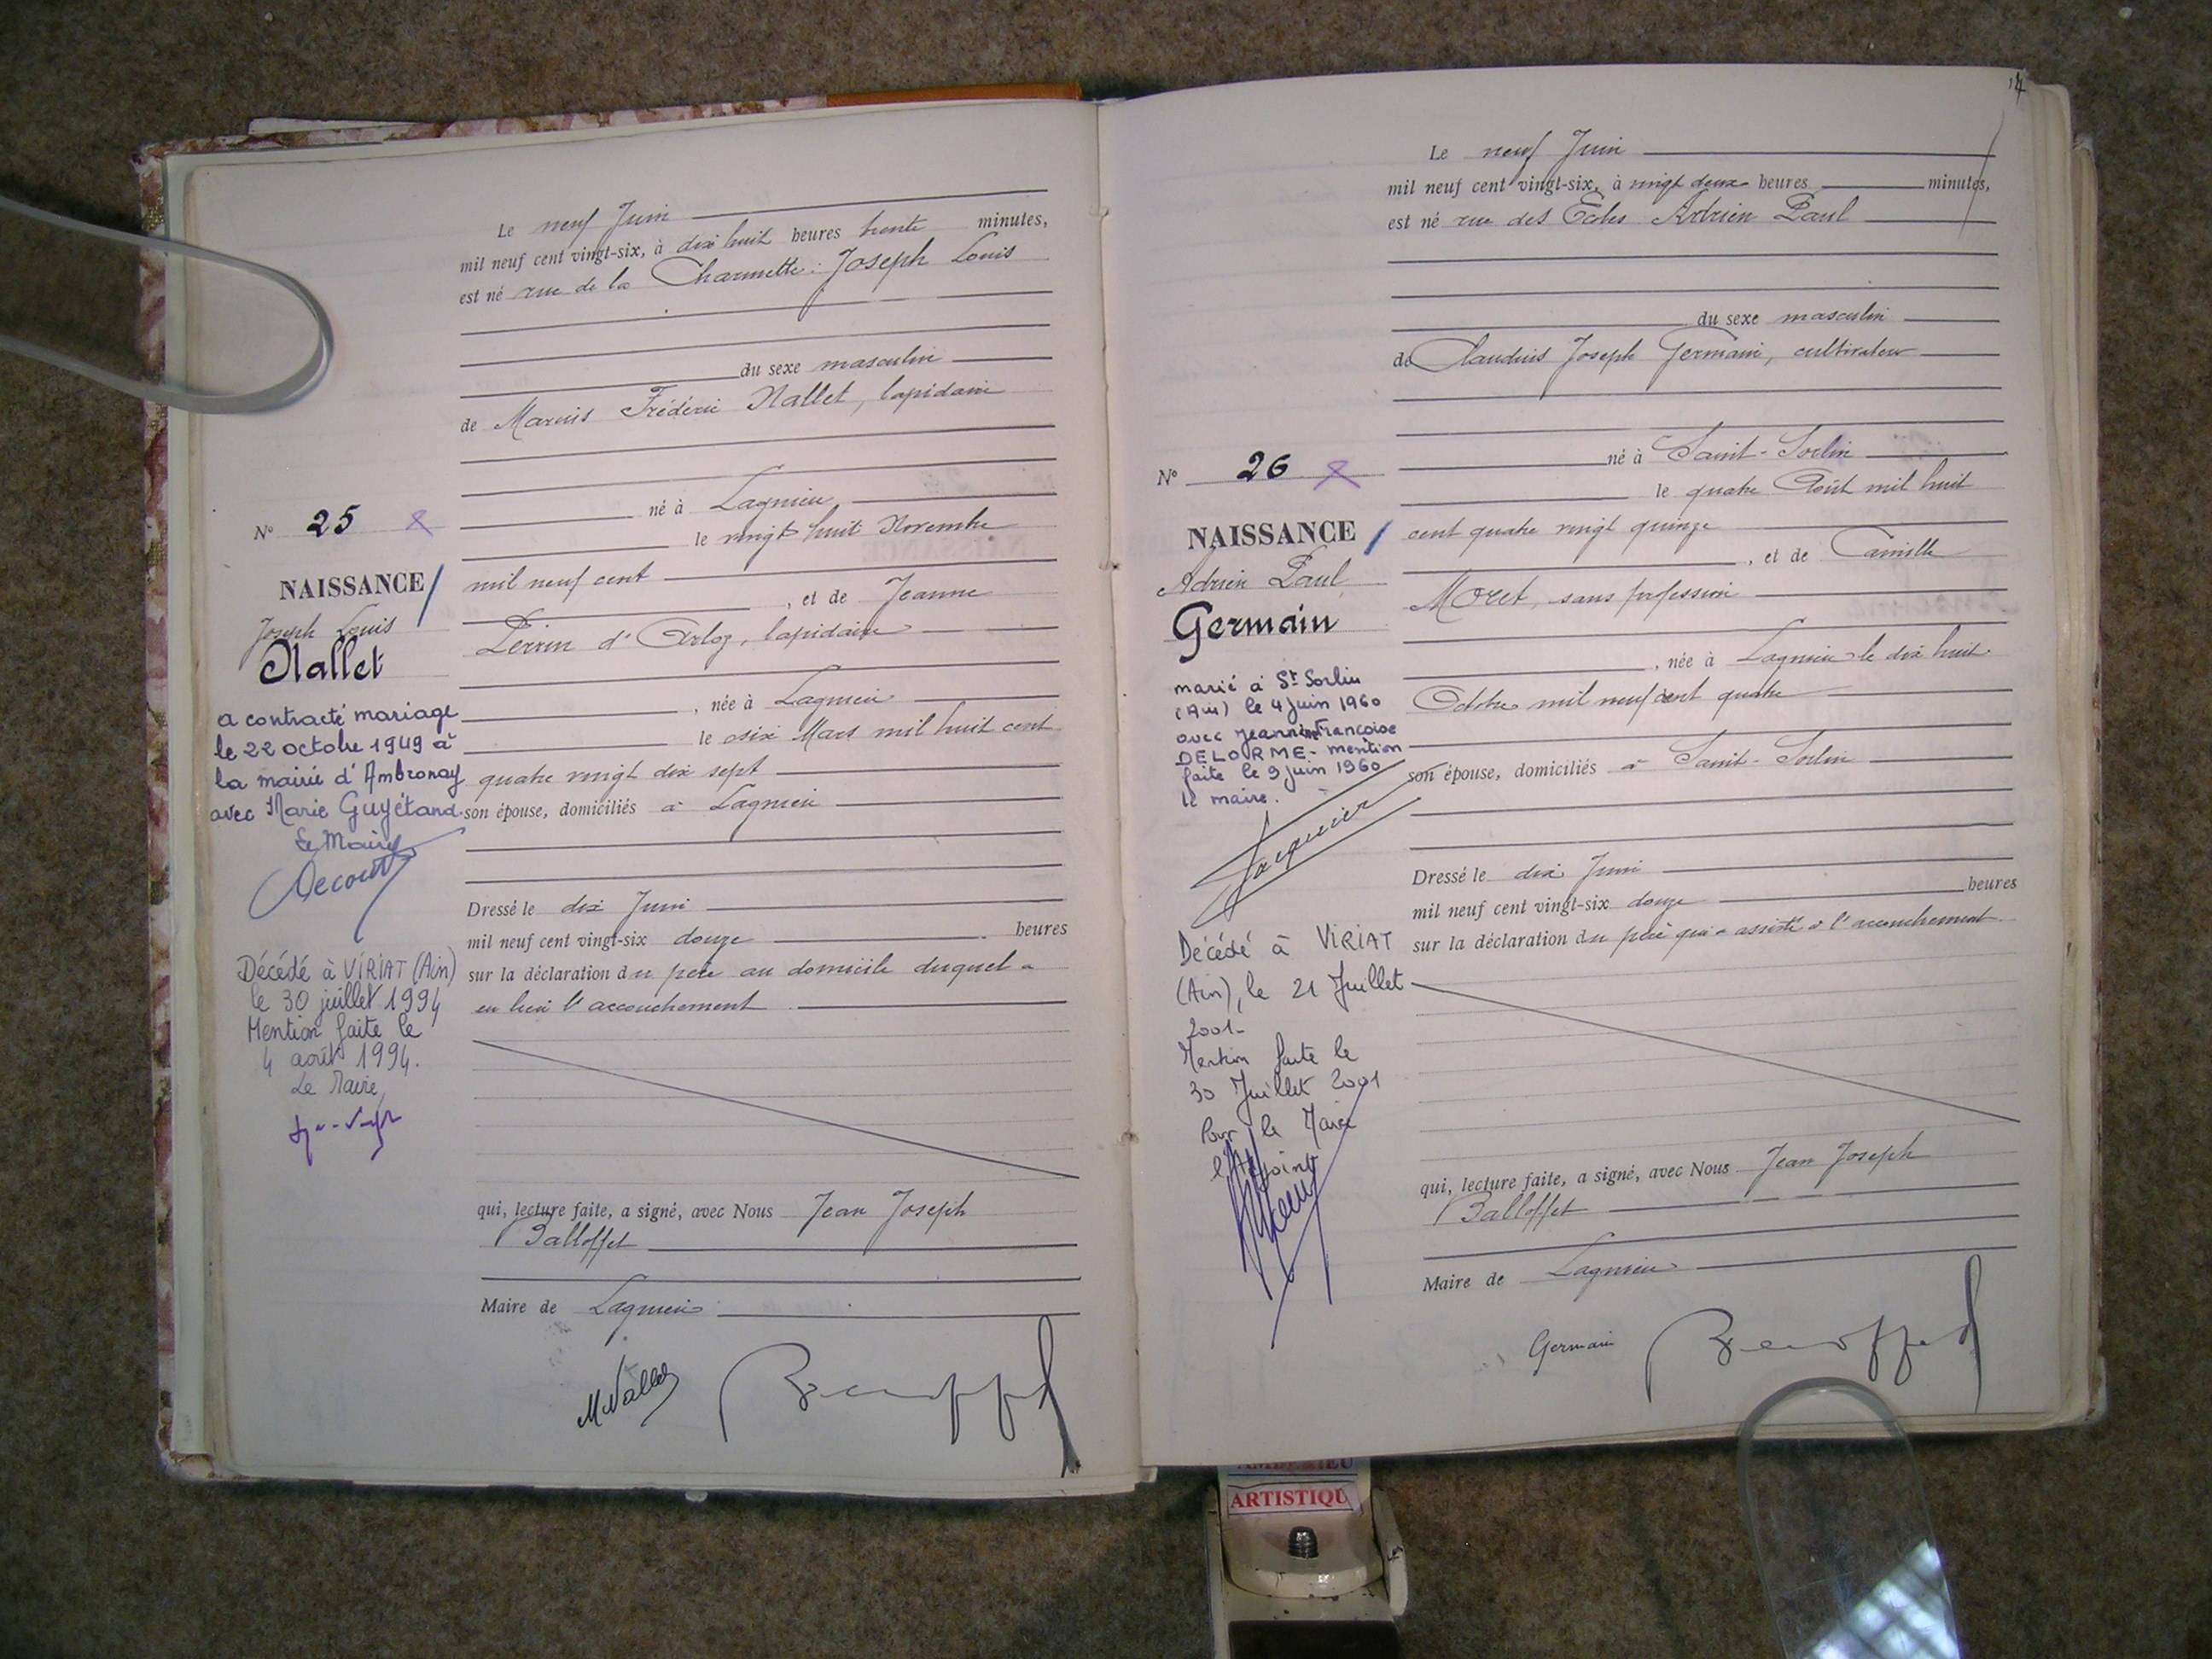 Le neuf Juin
mil neuf cent vingt-six, à dix huit heures trente minutes,
est né rue de la Charmette : Joseph Louis
du sexe masculin
de Marius Frédéric Nallet, lapidaire
né à Lagnieu
le vingt huit Novembre
mil neuf cent
, et de Jeanne
Perrin d'Arloz, lapidaire
, née à Lagnieu
le six Mars mil huit cent
quatre vingt dix sept
son épouse, domiciliés à Lagnieu
Dressé le dix Juin
mil neuf cent vingt-six douze heures
sur la déclaration du père au domicile duquel a
eu lieu l'accouchement
qui, lecture faite, a signé, avec Nous Jean Joseph
Balloffet
Maire de Lagnieu
M Nallet
N° 25
NAISSANCE
Joseph Louis
Nallet
a contracté mariage
le 22 octobre 1949 à
la mairie d'Ambronay
avec Marie Guyétand.
Le Maire
Décédé à VIRIAT (Ain)
le 30 juillet 1994
Mention faite le
4 août 1994.
Le Maire,
14
Le neuf Juin
mil neuf cent vingt-six, à vingt deux heures minutes,
est né rue des Ecoles Adrien Paul
du sexe masculin
de Claudius Joseph Germain, cultivateur
né à Saint-Sorlin
le quatre Août mil huit
cent quatre vingt quinze
, et de Camille
Moret, sans profession
, née à Lagnieu le dix huit
Octobre mil neuf cent quatre
son épouse, domiciliés à Saint-Sorlin
Dressé le dix Juin
mil neuf cent vingt-six douze heures
sur la déclaration du père qui a assisté à l'accouchement
qui, lecture faite, a signé, avec Nous Jean Joseph
Balloffet
Maire de Lagnieu
Germain
N° 26
NAISSANCE
Adrien Paul
Germain
marié à St Sorlin
(Ain) le 4 juin 1960
avec Jeannine Françoise
DELORME - mention
faite le 9 juin 1960
le maire.
Jacquier
Décédé à VIRIAT
(Ain), le 21 Juillet
2001-
Mention faite le
30 Juillet 2001
Pour le Maire
l'Adjoint
ARTISTIQU